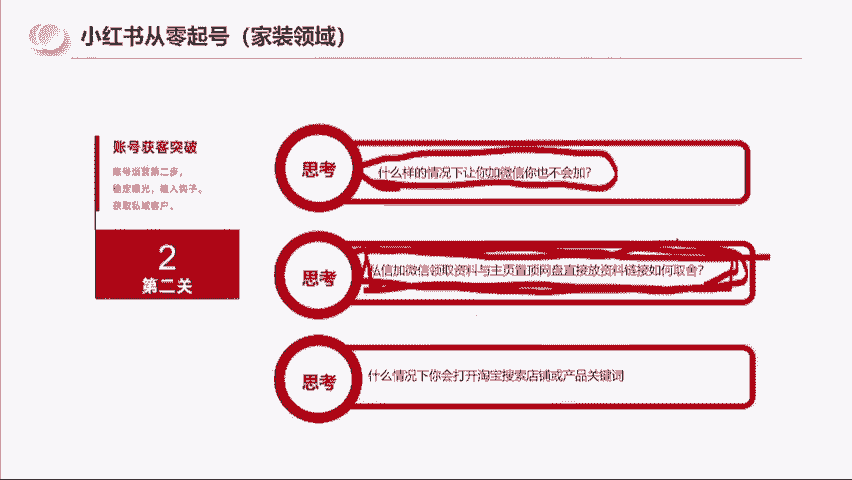 小红书从零起号（家装领域）
账号获客突破
账号运营第二步，
稳定曝光，植入钩子。
获取私域客户。
2
第二关
思考
什么样的情况下让你加微信你也不会加？
思考
私信加微信领取资料与主页置顶网盘直接放资料链接如何取舍？
思考
什么情况下你会打开淘宝搜索店铺或产品关键词